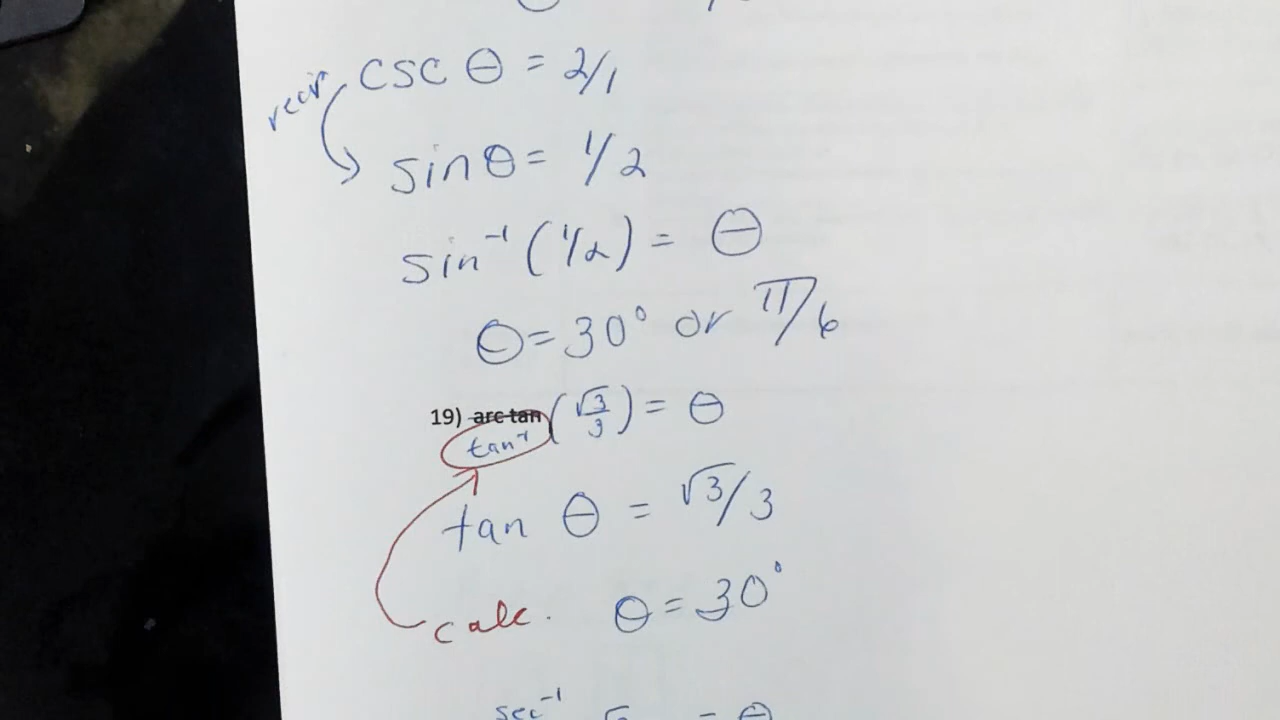 recip csc θ = 2/1
sin θ = 1/2
sin⁻¹ (1/2) = θ
θ = 30° or π/6
19) arc tan (√3/3) = θ
tan⁻¹
tan θ = √3/3
calc. θ = 30°
sec⁻¹ = θ